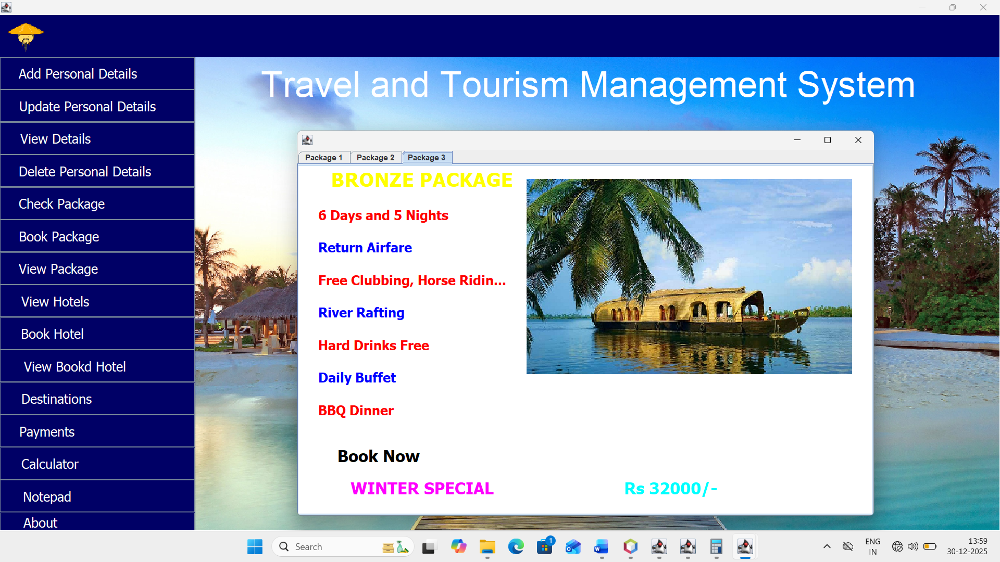 Travel and Tourism Management System
Add Personal Details
Update Personal Details
View Details
Delete Personal Details
Check Package
Book Package
View Package
View Hotels
Book Hotel
View Bookd Hotel
Destinations
Payments
Calculator
Notepad
About
Package 1 Package 2 Package 3
BRONZE PACKAGE
6 Days and 5 Nights
Return Airfare
Free Clubbing, Horse Ridin...
River Rafting
Hard Drinks Free
Daily Buffet
BBQ Dinner
Book Now
WINTER SPECIAL Rs 32000/-
Search
1
ENG
IN
13:59
30-12-2025